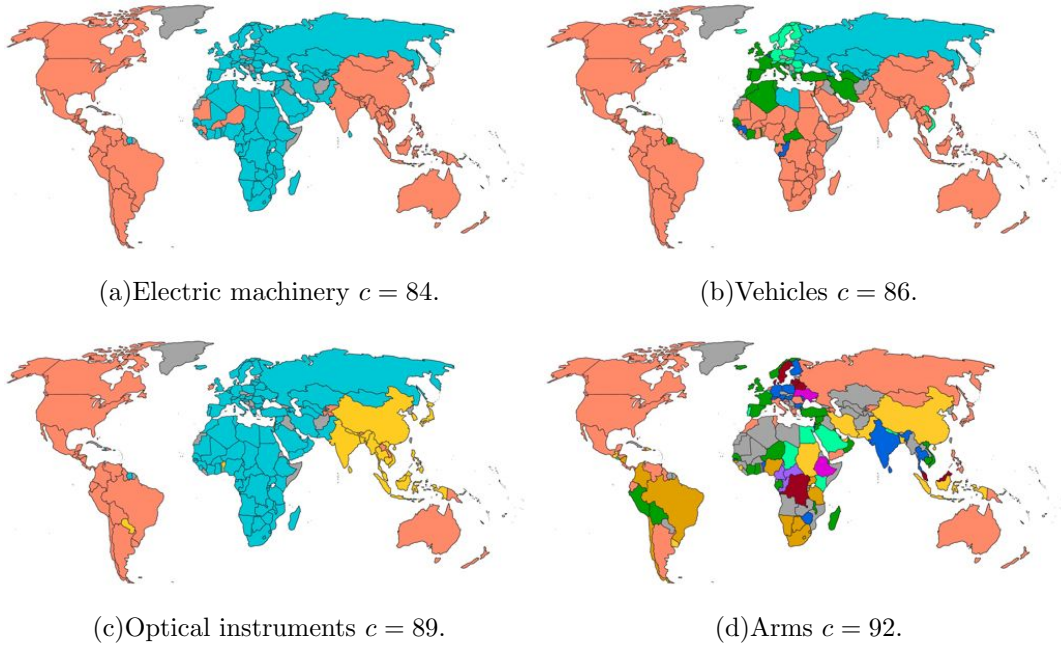 (a)Electric machinery c = 84.
(b)Vehicles c = 86.
(c)Optical instruments c = 89.
(d)Arms c = 92.